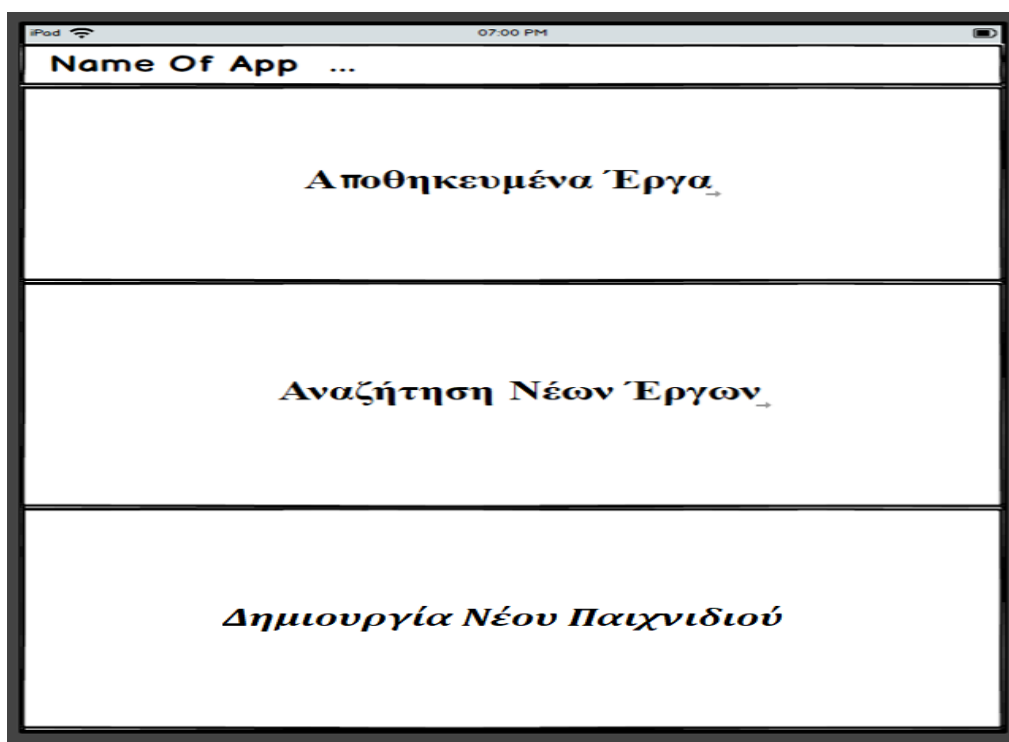 iPad 07:00 PM
Name Of App ...
Αποθηκευμένα Έργα
Αναζήτηση Νέων Έργων
Δημιουργία Νέου Παιχνιδιού